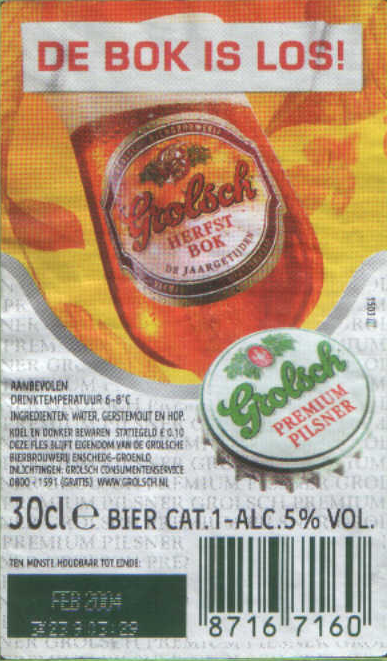 DE BOK IS LOS!
Grolsch
HERFST
BOK
DE JAARGETIJDEN
1503
Grolsch
PREMIUM
PILSNER
AANBEVOLEN
DRINKTEMPERATUUR 6-8°C
INGREDIENTEN: WATER, GERSTEMOUT EN HOP.
KOEL EN DONKER BEWAREN STATIEGELD € 0.10
DEZE FLES BLIJFT EIGENDOM VAN DE GROLSCHE
BIERBROUWERIJ ENSCHEDE-GROENLO
INLICHTINGEN: GROLSCH CONSUMENTENSERVICE
0800 - 1591 (GRATIS) WWW.GROLSCH.NL
30cl e BIER CAT.1-ALC.5% VOL.
TEN MINSTE HOUDBAAR TOT EINDE:
FEB 2004
8716 7160